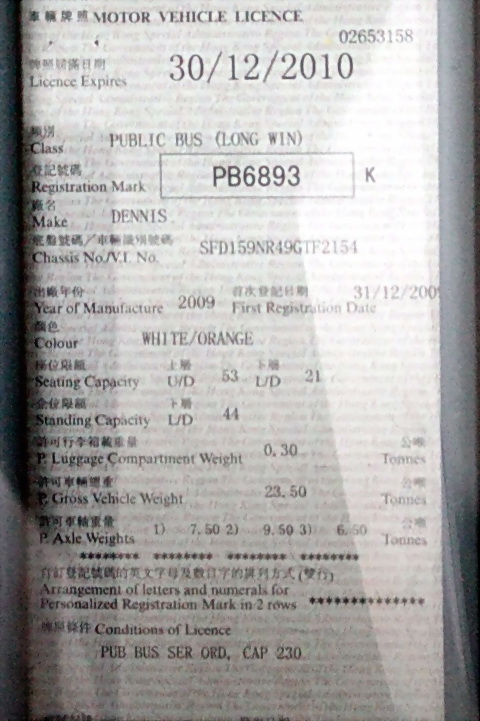 車輛牌照 MOTOR VEHICLE LICENCE
02653158
牌照屆滿日期
Licence Expires 30/12/2010
類別
Class PUBLIC BUS (LONG WIN)
登記號碼
Registration Mark PB6893 K
廠名
Make DENNIS
底盤號碼／車輛識別號碼
Chassis No./V.I. No. SFD159NR49GTF2154
出廠年份 首次登記日期 31/12/2009
Year of Manufacture 2009 First Registration Date
顏色
Colour WHITE/ORANGE
座位限額 上層 下層
Seating Capacity U/D 53 L/D 21
企位限額 下層
Standing Capacity L/D 44
許可行李箱載重量 公噸
P. Luggage Compartment Weight 0.30 Tonnes
許可車輛總重 公噸
P. Gross Vehicle Weight 23.50 Tonnes
許可車軸重量 公噸
P. Axle Weights 1) 7.50 2) 9.50 3) 6.50 Tonnes
******** ******** ******** ********
自訂登記號碼的英文字母及數目字的排列方式(雙行)
Arrangement of letters and numerals for
Personalized Registration Mark in 2 rows **************
牌照條件 Conditions of Licence
PUB BUS SER ORD, CAP 230